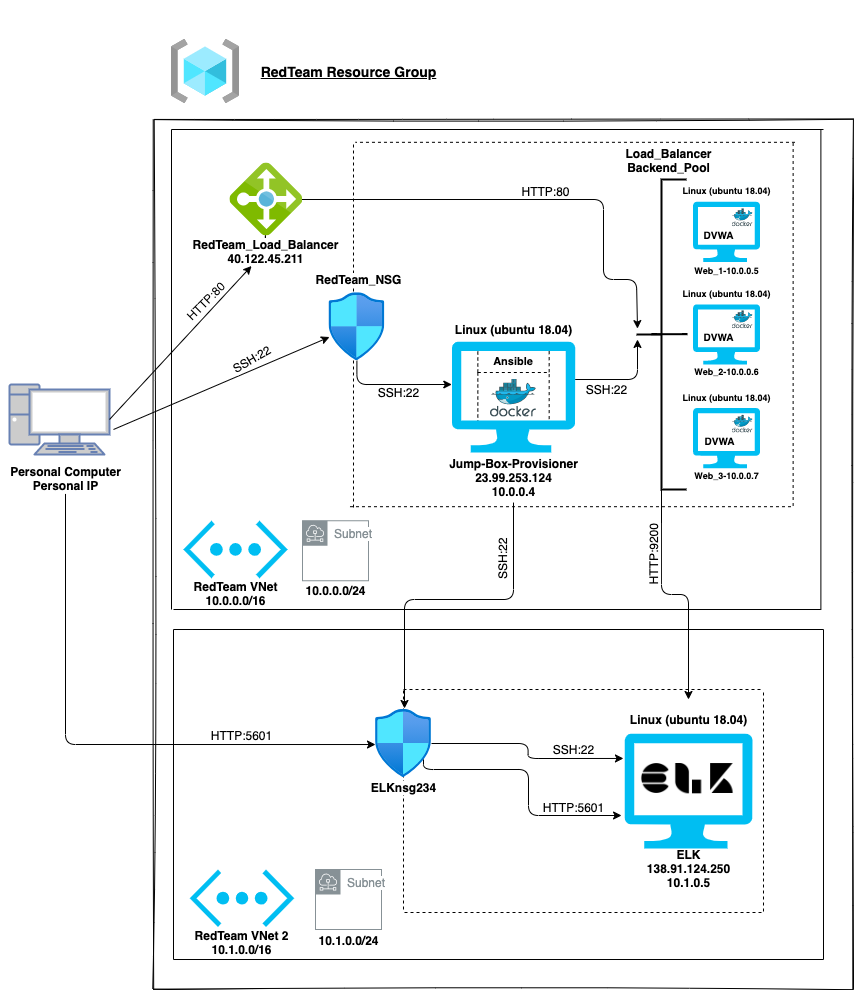 RedTeam Resource Group
Load_Balancer
Backend_Pool
HTTP:80
Linux (ubuntu 18.04)
docker
DVWA
Web_1-10.0.0.5
RedTeam_Load_Balancer
40.122.45.211
RedTeam_NSG
HTTP:80
Linux (ubuntu 18.04)
docker
DVWA
Web_2-10.0.0.6
Linux (ubuntu 18.04)
Ansible
docker
SSH:22
SSH:22
SSH:22
Linux (ubuntu 18.04)
docker
DVWA
Web_3-10.0.0.7
Jump-Box-Provisioner
23.99.253.124
10.0.0.4
Personal Computer
Personal IP
Subnet
SSH:22
HTTP:9200
RedTeam VNet
10.0.0.0/16
10.0.0.0/24
Linux (ubuntu 18.04)
HTTP:5601
SSH:22
ELK
ELKnsg234
HTTP:5601
ELK
138.91.124.250
10.1.0.5
Subnet
RedTeam VNet 2
10.1.0.0/16
10.1.0.0/24